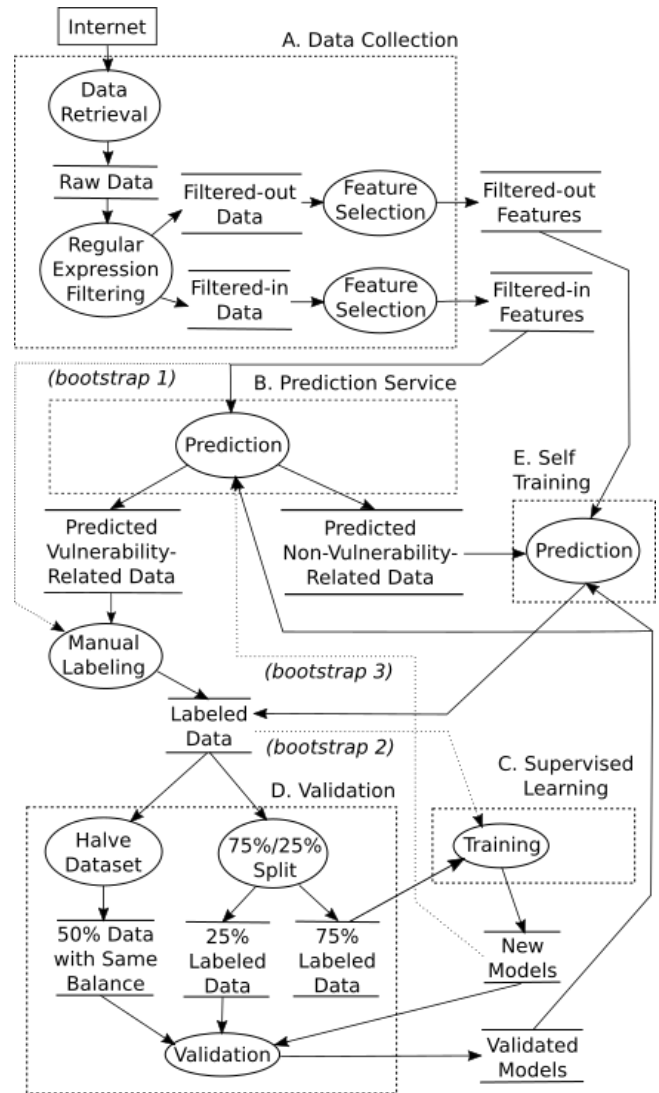 Internet
A. Data Collection
Data
Retrieval
Raw Data
Regular
Expression
Filtering
Filtered-out
Data
Feature
Selection
Filtered-out
Features
Filtered-in
Data
Feature
Selection
Filtered-in
Features
(bootstrap 1)
B. Prediction Service
Prediction
E. Self
Training
Predicted
Vulnerability-
Related Data
Predicted
Non-Vulnerability-
Related Data
Prediction
Manual
Labeling
(bootstrap 3)
Labeled
Data
(bootstrap 2)
C. Supervised
Learning
D. Validation
Halve
Dataset
75%/25%
Split
Training
50% Data
with Same
Balance
25%
Labeled
Data
75%
Labeled
Data
New
Models
Validation
Validated
Models